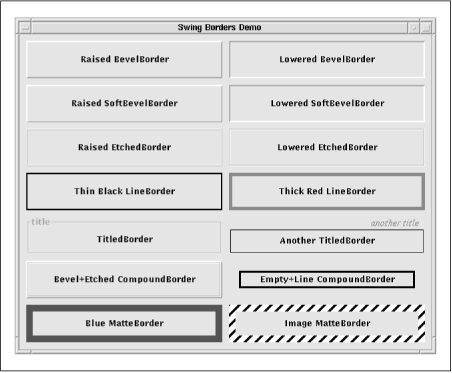 Swing Borders Demo
Raised BevelBorder
Lowered BevelBorder
Raised SoftBevelBorder
Lowered SoftBevelBorder
Raised EtchedBorder
Lowered EtchedBorder
Thin Black LineBorder
Thick Red LineBorder
title
TitledBorder
another title
Another TitledBorder
Bevel+Etched CompoundBorder
Empty+Line CompoundBorder
Blue MatteBorder
Image MatteBorder